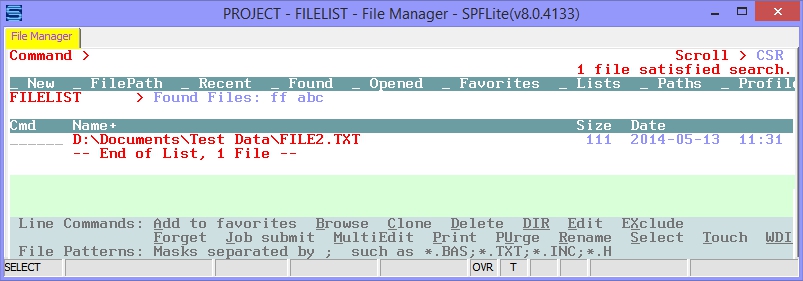 PROJECT - FILELIST - File Manager - SPFLite(v8.0.4133)
File Manager
Command > Scroll > CSR
1 file satisfied search.
_ New _ FilePath _ Recent _ Found _ Opened _ Favorites _ Lists _ Paths _ Profile
FILELIST > Found Files: ff abc
Cmd Name+ Size Date
______ D:\Documents\Test Data\FILE2.TXT 111 2014-05-13 11:31
-- End of List, 1 File --
Line Commands: Add to favorites Browse Clone Delete DIR Edit EXclude
Forget Job submit MultiEdit Print PUrge Rename Select Touch WDI
File Patterns: Masks separated by ; such as *.BAS;*.TXT;*.INC;*.H
SELECT OVR T